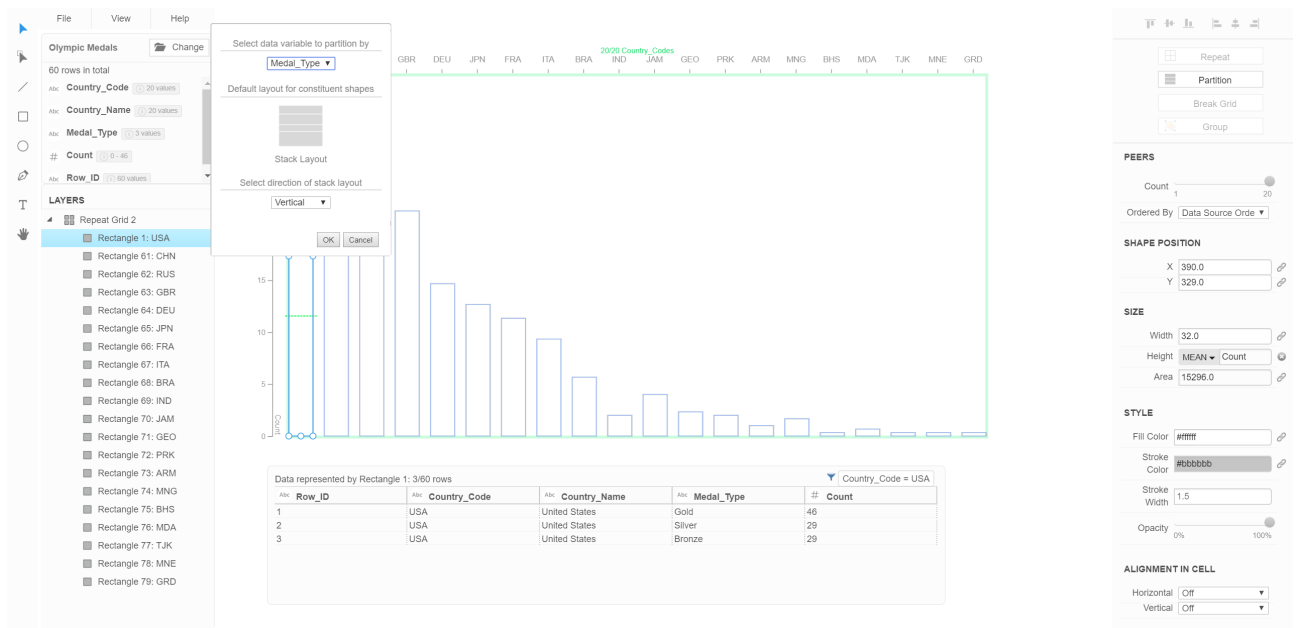 File View Help
Olympic Medals Change
60 rows in total
Abc Country_Code 20 values
Abc Country_Name 20 values
Abc Medal_Type 3 values
# Count 0 - 46
Abc Row_ID 60 values
LAYERS
Repeat Grid 2
Rectangle 1: USA
Rectangle 61: CHN
Rectangle 62: RUS
Rectangle 63: GBR
Rectangle 64: DEU
Rectangle 65: JPN
Rectangle 66: FRA
Rectangle 67: ITA
Rectangle 68: BRA
Rectangle 69: IND
Rectangle 70: JAM
Rectangle 71: GEO
Rectangle 72: PRK
Rectangle 73: ARM
Rectangle 74: MNG
Rectangle 75: BHS
Rectangle 76: MDA
Rectangle 77: TJK
Rectangle 78: MNE
Rectangle 79: GRD
T
Select data variable to partition by
Medal_Type
Default layout for constituent shapes
Stack Layout
Select direction of stack layout
Vertical
OK Cancel
20/20 Country_Codes
GBR DEU JPN FRA ITA BRA IND JAM GEO PRK ARM MNG BHS MDA TJK MNE GRD
15
10
5
0
Count
Data represented by Rectangle 1: 3/60 rows Country_Code = USA
Abc Row_ID Abc Country_Code Abc Country_Name Abc Medal_Type # Count
1 USA United States Gold 46
2 USA United States Silver 29
3 USA United States Bronze 29
Repeat
Partition
Break Grid
Group
PEERS
Count 1 20
Ordered By Data Source Orde
SHAPE POSITION
X 390.0
Y 329.0
SIZE
Width 32.0
Height MEAN Count
Area 15296.0
STYLE
Fill Color #ffffff
Stroke Color #bbbbbb
Stroke Width 1.5
Opacity 0% 100%
ALIGNMENT IN CELL
Horizontal Off
Vertical Off